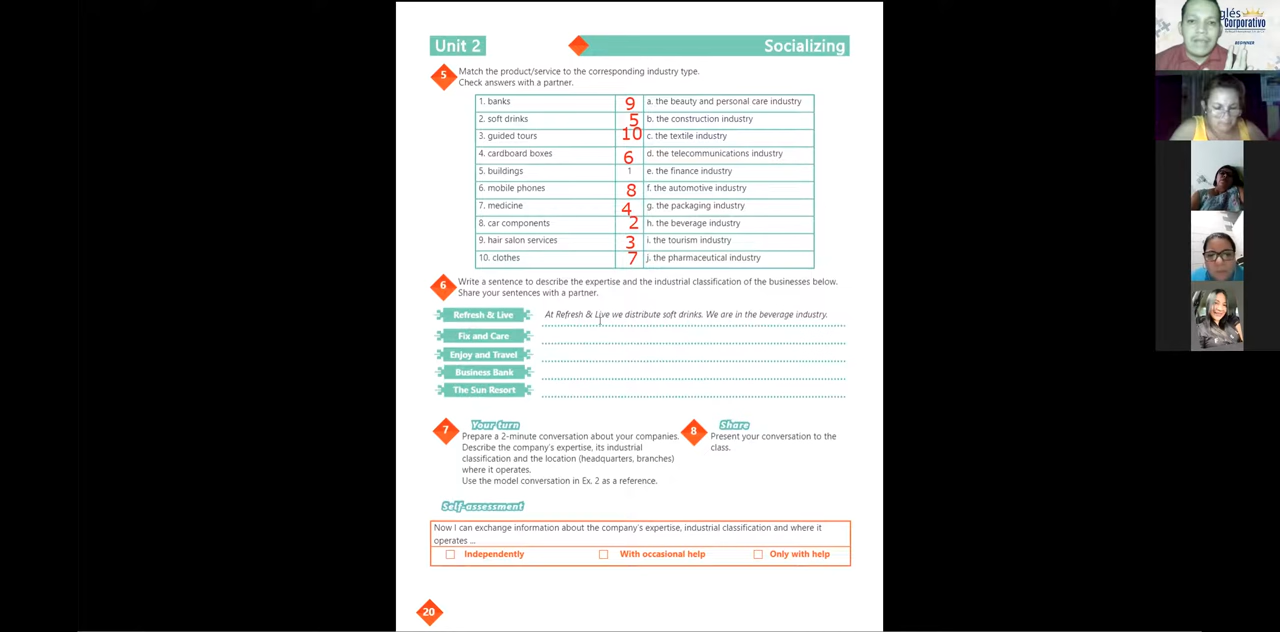 Unit 2
Socializing
5
Match the product/service to the corresponding industry type.
Check answers with a partner.
1. banks 9 a. the beauty and personal care industry
2. soft drinks 5 b. the construction industry
3. guided tours 10 c. the textile industry
4. cardboard boxes 6 d. the telecommunications industry
5. buildings 1 e. the finance industry
6. mobile phones 8 f. the automotive industry
7. medicine 4 g. the packaging industry
8. car components 2 h. the beverage industry
9. hair salon services 3 i. the tourism industry
10. clothes 7 j. the pharmaceutical industry
6
Write a sentence to describe the expertise and the industrial classification of the businesses below.
Share your sentences with a partner.
Refresh & Live At Refresh & Live we distribute soft drinks. We are in the beverage industry.
Fix and Care
Enjoy and Travel
Business Bank
The Sun Resort
7
Your turn
Prepare a 2-minute conversation about your companies.
Describe the company's expertise, its industrial
classification and the location (headquarters, branches)
where it operates.
Use the model conversation in Ex. 2 as a reference.
8
Share
Present your conversation to the
class.
Self-assessment
Now I can exchange information about the company's expertise, industrial classification and where it
operates ...
Independently With occasional help Only with help
20
glés
Corporativo
BEGINNER